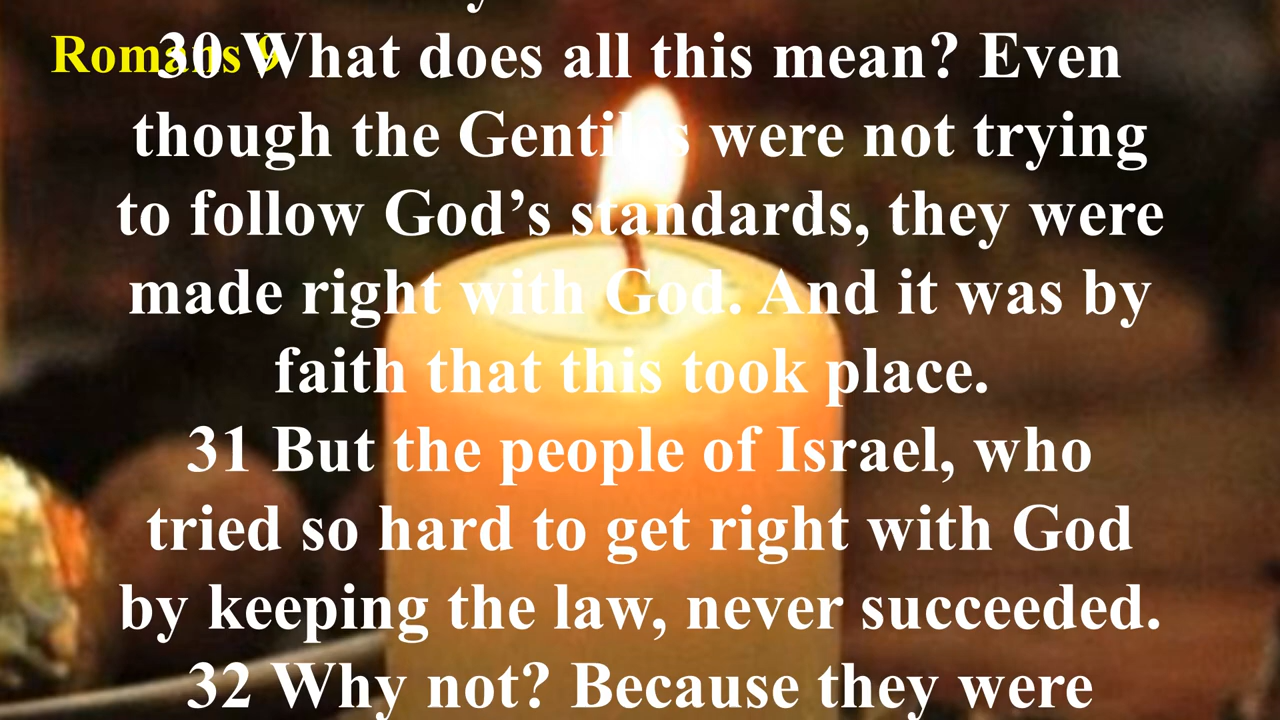 Romans 9
30 What does all this mean? Even
though the Gentiles were not trying
to follow God’s standards, they were
made right with God. And it was by
faith that this took place.
31 But the people of Israel, who
tried so hard to get right with God
by keeping the law, never succeeded.
32 Why not? Because they were